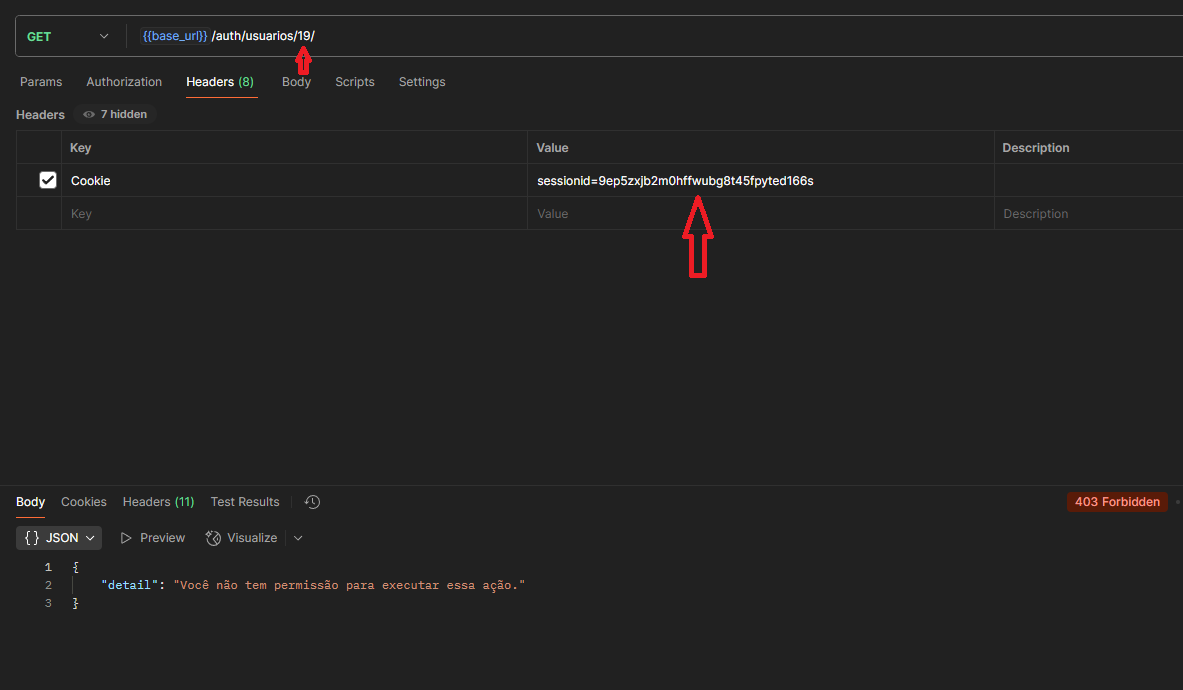 GET {{base_url}} /auth/usuarios/19/
Params Authorization Headers (8) Body Scripts Settings
Headers 7 hidden
Key Value Description
Cookie sessionid=9ep5zxjb2m0hffwubg8t45fpyted166s
Key Value Description
Body Cookies Headers (11) Test Results 403 Forbidden
{} JSON Preview Visualize
1 {
2 "detail": "Você não tem permissão para executar essa ação."
3 }